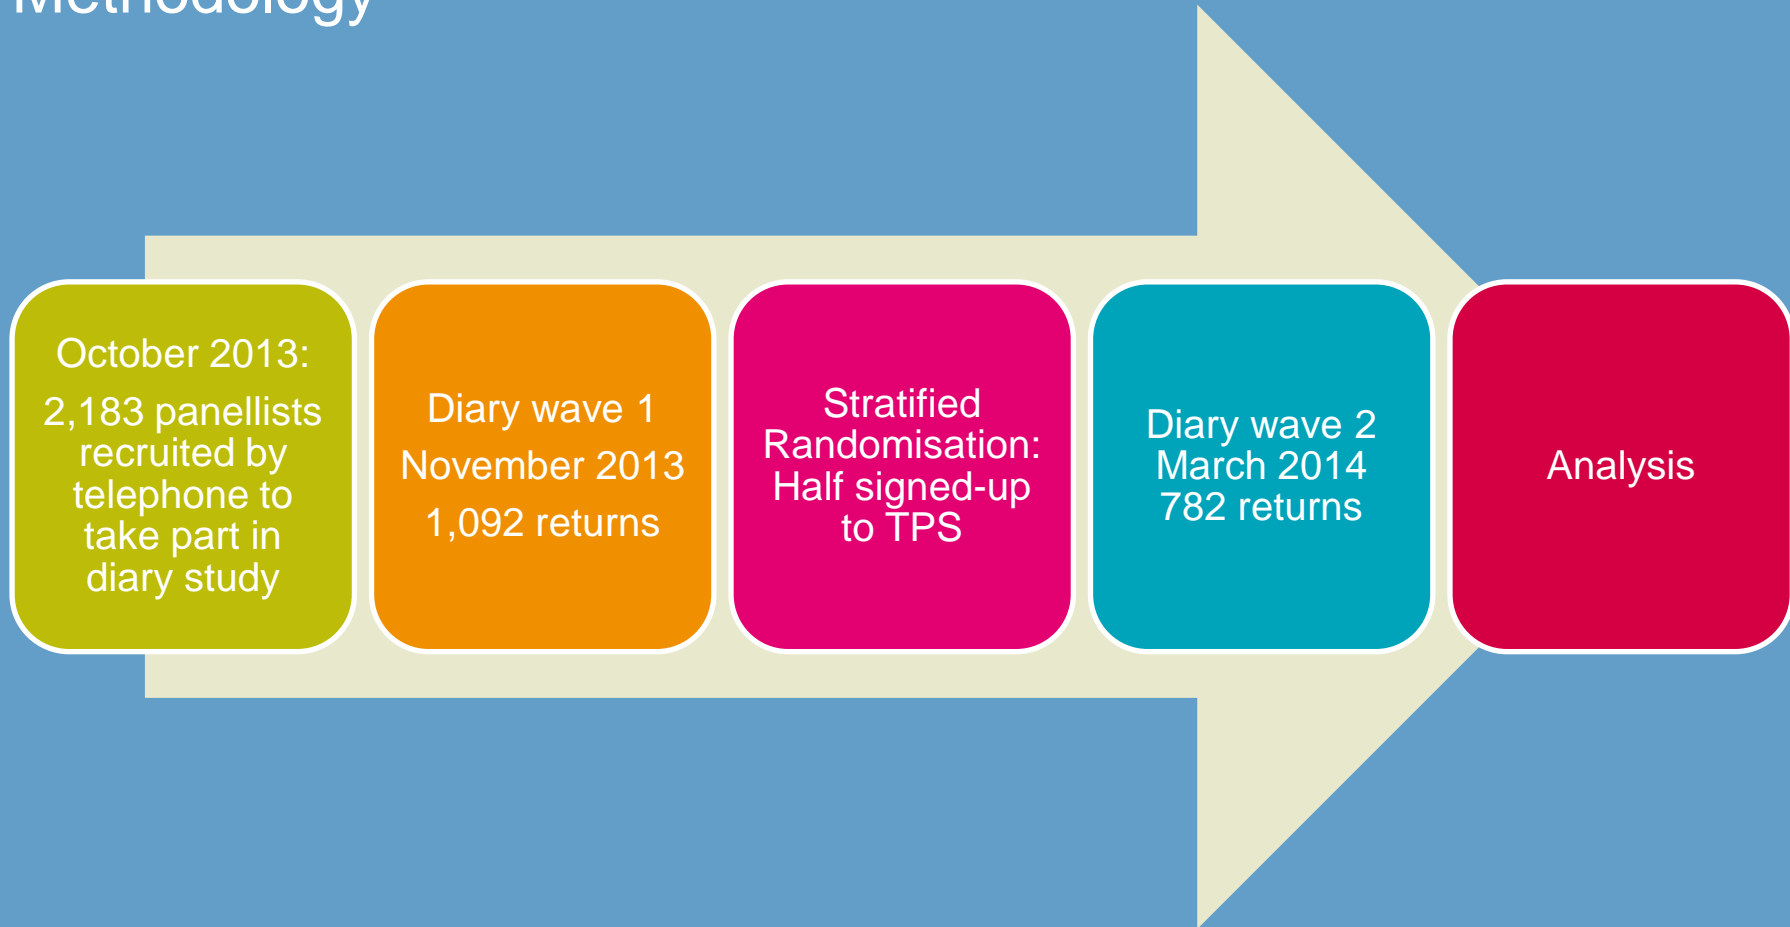 Methodology
October 2013:
2,183 panellists
recruited by
telephone to
take part in
diary study
Diary wave 1
November 2013
1,092 returns
Stratified
Randomisation:
Half signed-up
to TPS
Diary wave 2
March 2014
782 returns
Analysis